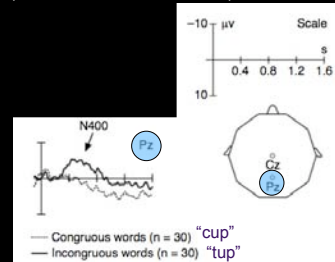 −10 μv Scale
s
0.4 0.8 1.2 1.6
10
N400
Pz
Cz
Pz
Congruous words (n = 30) "cup"
Incongruous words (n = 30) "tup"